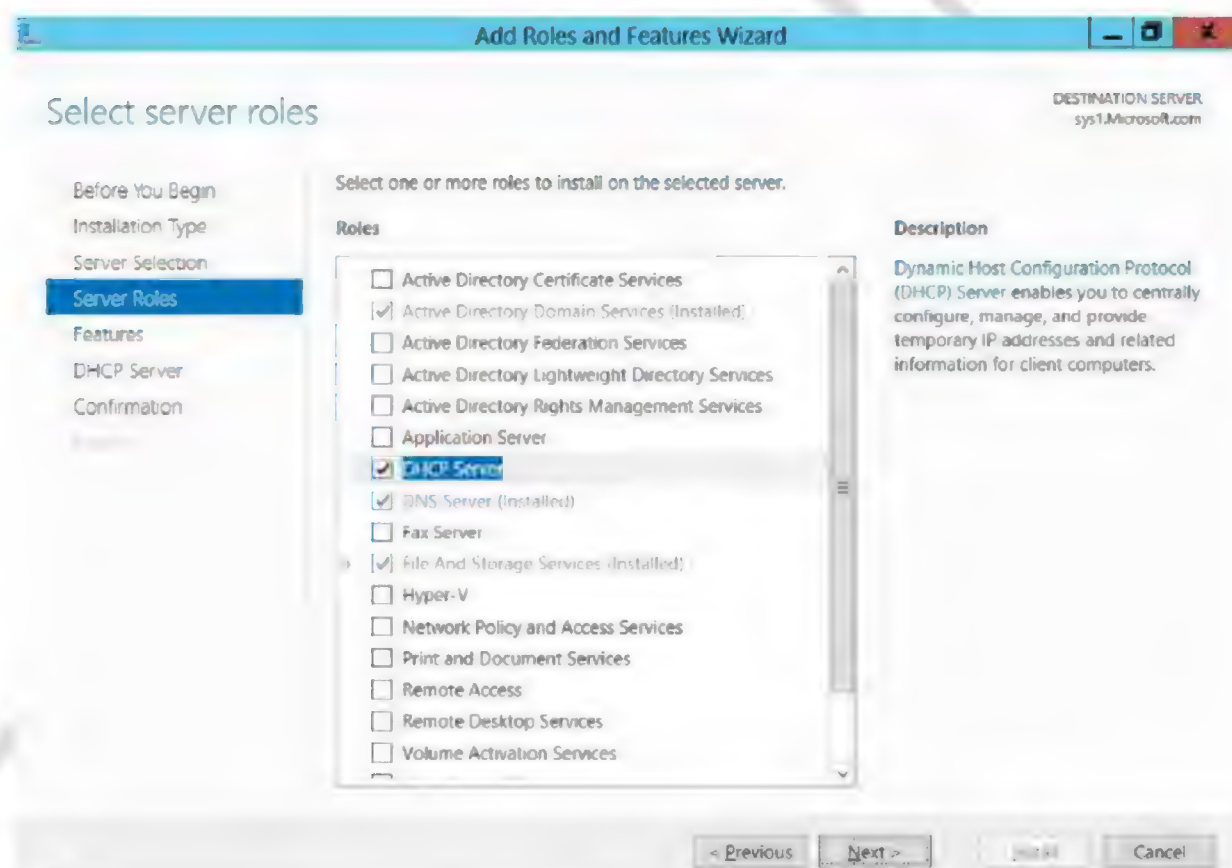 Add Roles and Features Wizard
Select server roles
DESTINATION SERVER
sys1.Microsoft.com
Before You Begin
Installation Type
Server Selection
Server Roles
Features
DHCP Server
Confirmation
Select one or more roles to install on the selected server.
Roles
Active Directory Certificate Services
Active Directory Domain Services (Installed)
Active Directory Federation Services
Active Directory Lightweight Directory Services
Active Directory Rights Management Services
Application Server
DHCP Server
DNS Server (Installed)
Fax Server
File And Storage Services (Installed)
Hyper-V
Network Policy and Access Services
Print and Document Services
Remote Access
Remote Desktop Services
Volume Activation Services
Description
Dynamic Host Configuration Protocol
(DHCP) Server enables you to centrally
configure, manage, and provide
temporary IP addresses and related
information for client computers.
< Previous
Next >
Cancel